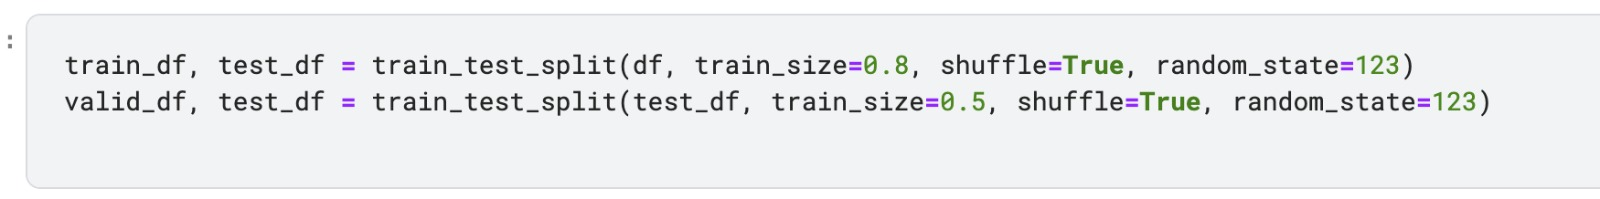 train_df, test_df = train_test_split(df, train_size=0.8, shuffle=True, random_state=123)
valid_df, test_df = train_test_split(test_df, train_size=0.5, shuffle=True, random_state=123)